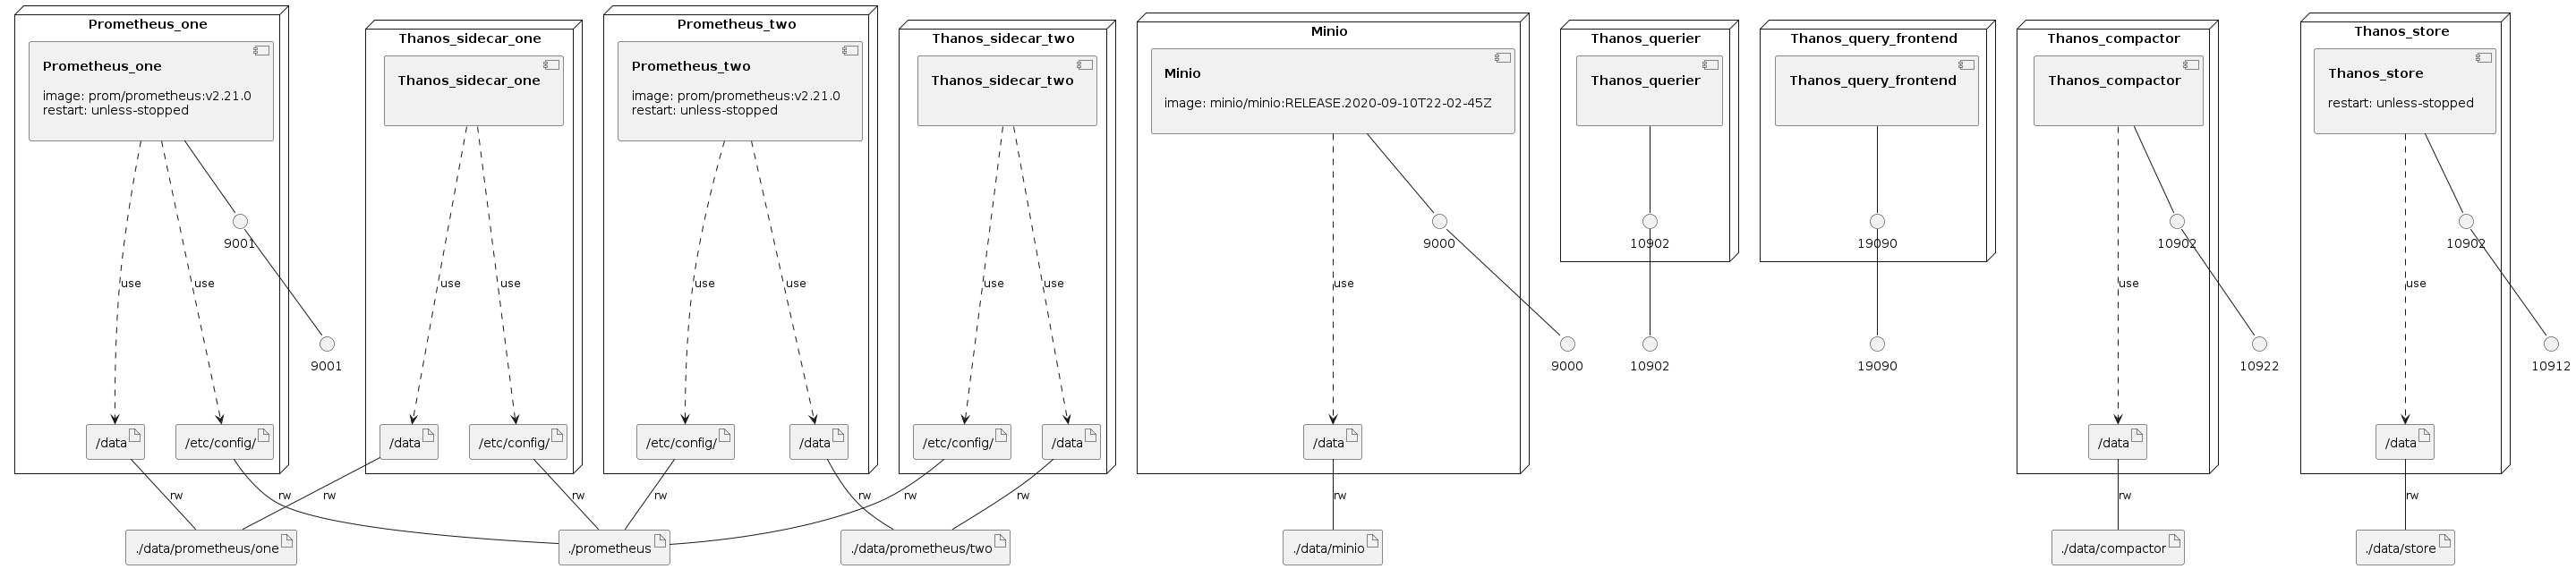 Prometheus_one
Prometheus_one
image: prom/prometheus:v2.21.0
restart: unless-stopped
9001
use
use
9001
/data
/etc/config/
Thanos_sidecar_one
Thanos_sidecar_one
use
use
/data
/etc/config/
Prometheus_two
Prometheus_two
image: prom/prometheus:v2.21.0
restart: unless-stopped
use
use
/etc/config/
/data
Thanos_sidecar_two
Thanos_sidecar_two
use
use
/etc/config/
/data
Minio
Minio
image: minio/minio:RELEASE.2020-09-10T22-02-45Z
9000
use
9000
/data
Thanos_querier
Thanos_querier
10902
10902
Thanos_query_frontend
Thanos_query_frontend
19090
19090
Thanos_compactor
Thanos_compactor
10902
use
10922
/data
Thanos_store
Thanos_store
restart: unless-stopped
10902
use
10912
/data
rw
rw
rw
rw
rw
rw
rw
rw
rw
rw
rw
./data/prometheus/one
./prometheus
./data/prometheus/two
./data/minio
./data/compactor
./data/store